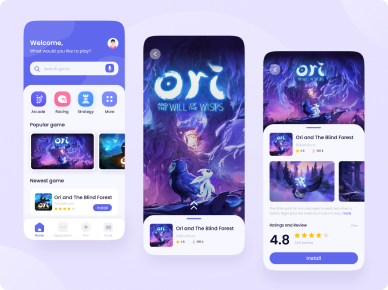 Welcome,
What would you like to play?
Search game
Arcade
Racing
Strategy
More
Popular game
ori
Newest game
Ori and The Blind Forest
Install
Home
ori
AND THE WILL OF THE WISPS
Ori and The Blind Forest
4.8
ori
AND THE WILL OF THE WISPS
Ori and The Blind Forest
4.8
Ratings and Review
4.8
Install